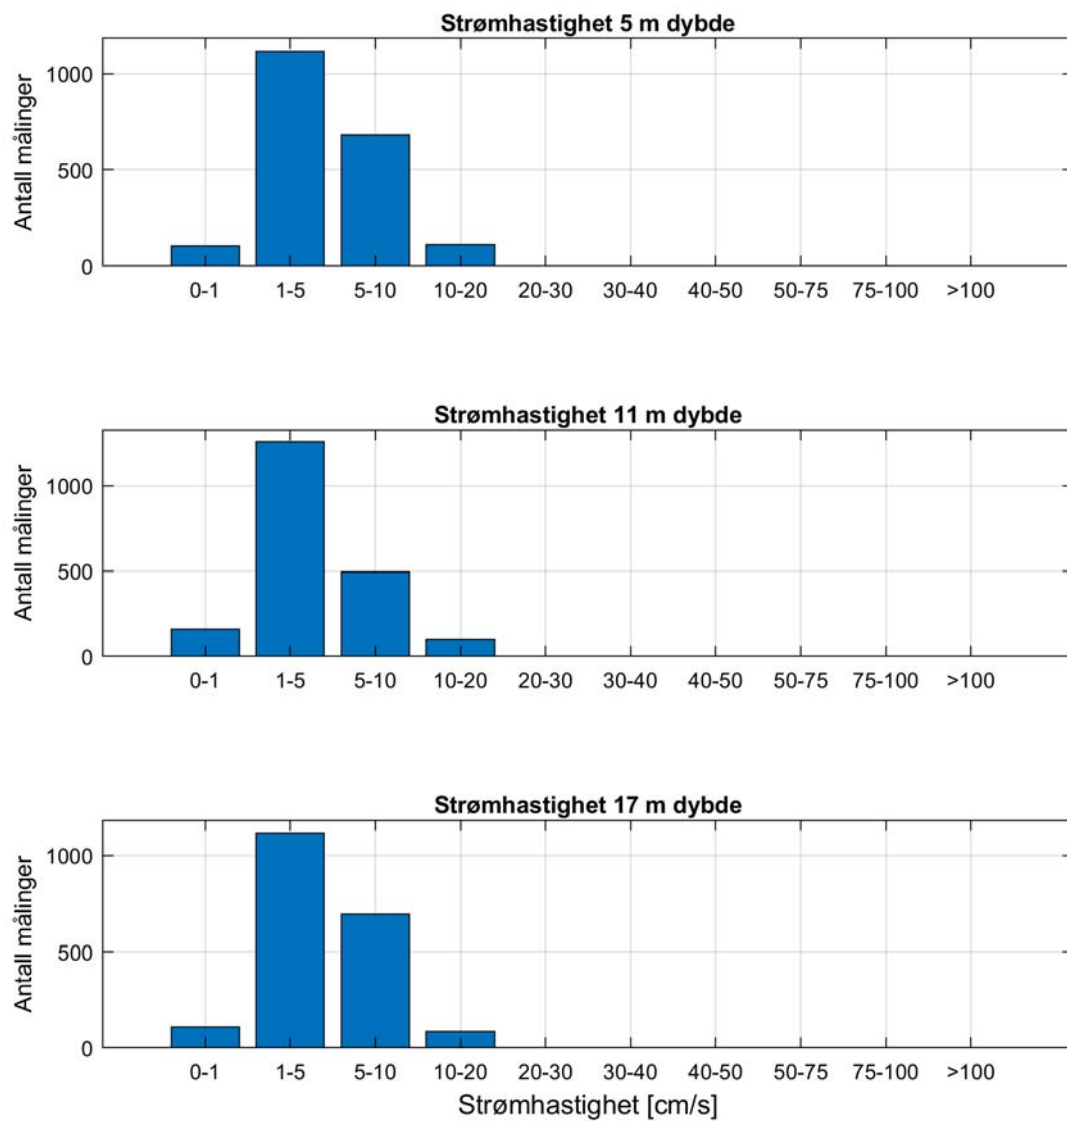 Strømhastighet 5 m dybde
Antall målinger
1000
500
0
0-1 1-5 5-10 10-20 20-30 30-40 40-50 50-75 75-100 >100
Strømhastighet 11 m dybde
Antall målinger
1000
500
0
0-1 1-5 5-10 10-20 20-30 30-40 40-50 50-75 75-100 >100
Strømhastighet 17 m dybde
Antall målinger
1000
500
0
0-1 1-5 5-10 10-20 20-30 30-40 40-50 50-75 75-100 >100
Strømhastighet [cm/s]